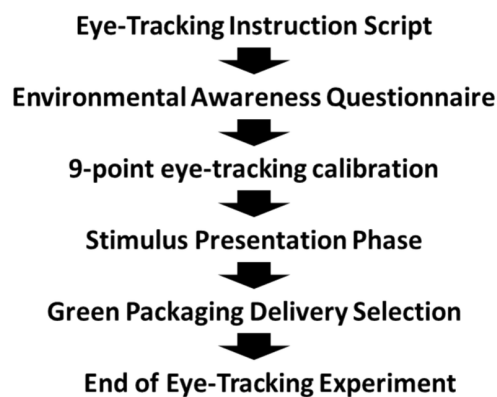 Eye-Tracking Instruction Script
Environmental Awareness Questionnaire
9-point eye-tracking calibration
Stimulus Presentation Phase
Green Packaging Delivery Selection
End of Eye-Tracking Experiment